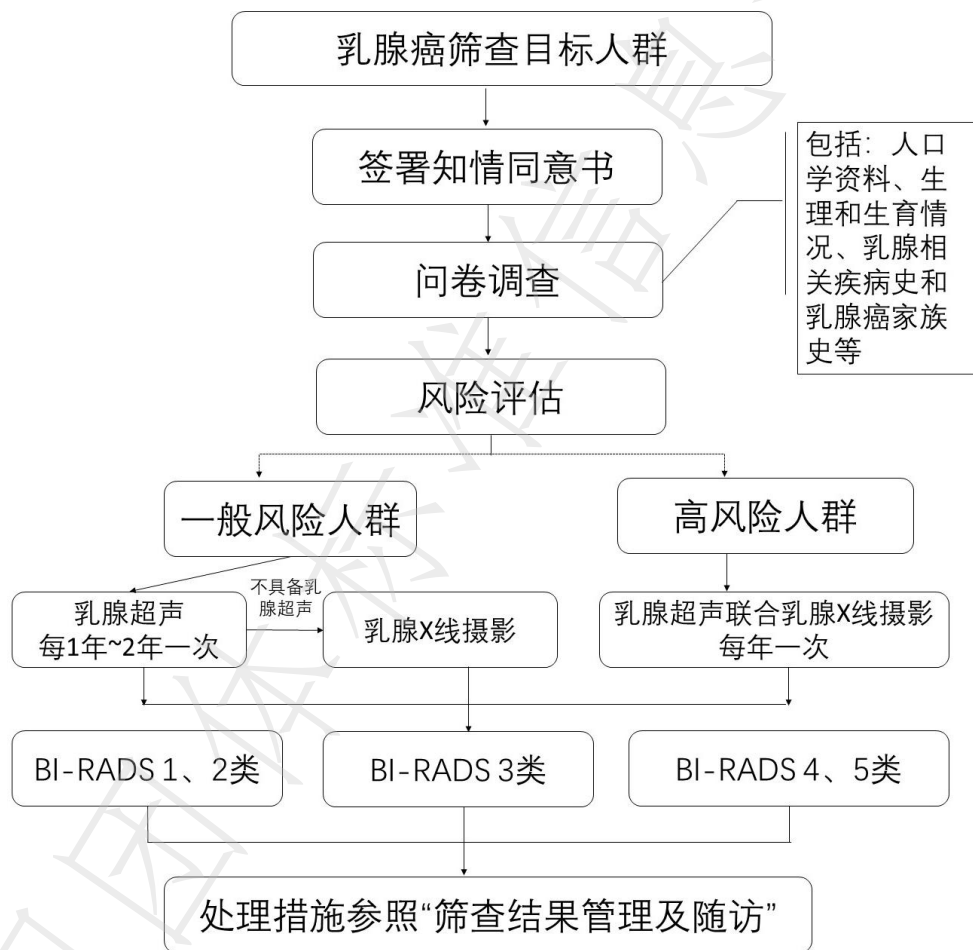 乳腺癌筛查目标人群
签署知情同意书
问卷调查
包括：人口
学资料、生
理和生育情
况、乳腺相
关疾病史和
乳腺癌家族
史等
风险评估
一般风险人群
高风险人群
乳腺超声
每1年~2年一次
不具备乳
腺超声
乳腺X线摄影
乳腺超声联合乳腺X线摄影
每年一次
BI-RADS 1、2类
BI-RADS 3类
BI-RADS 4、5类
处理措施参照“筛查结果管理及随访”
团体标准信息